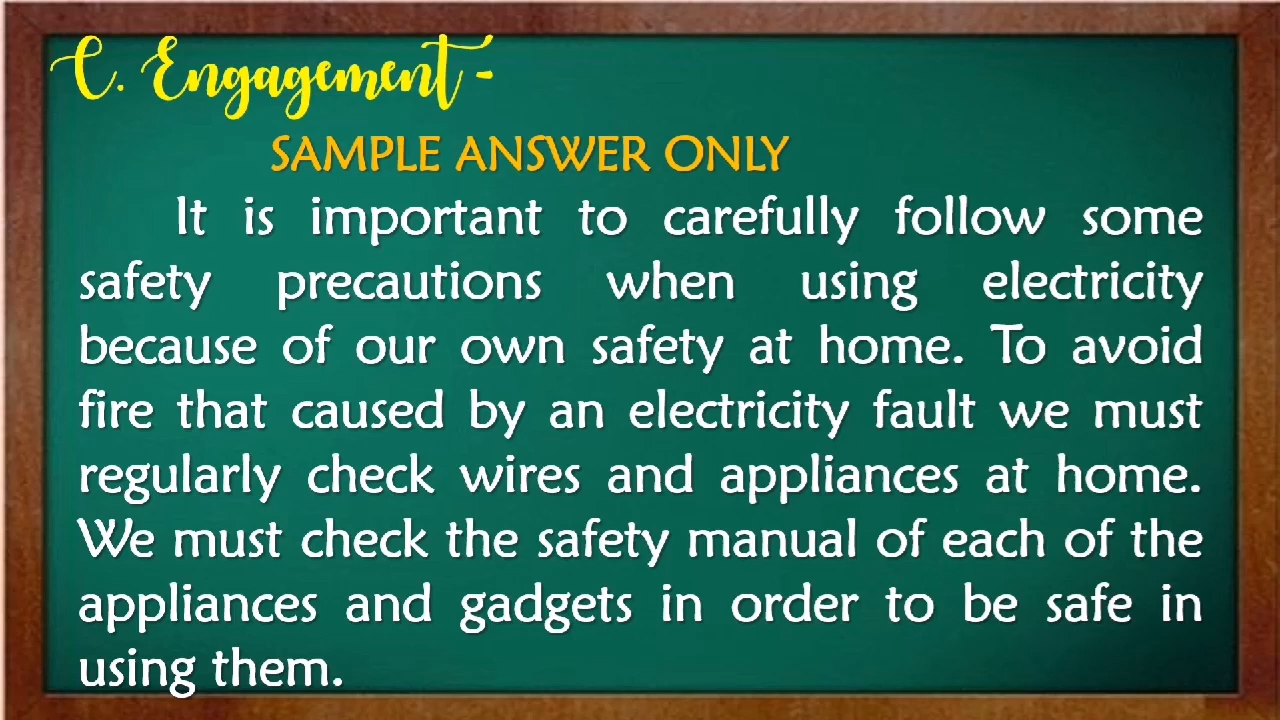 C. Engagement -
SAMPLE ANSWER ONLY
It is important to carefully follow some
safety precautions when using electricity
because of our own safety at home. To avoid
fire that caused by an electricity fault we must
regularly check wires and appliances at home.
We must check the safety manual of each of the
appliances and gadgets in order to be safe in
using them.